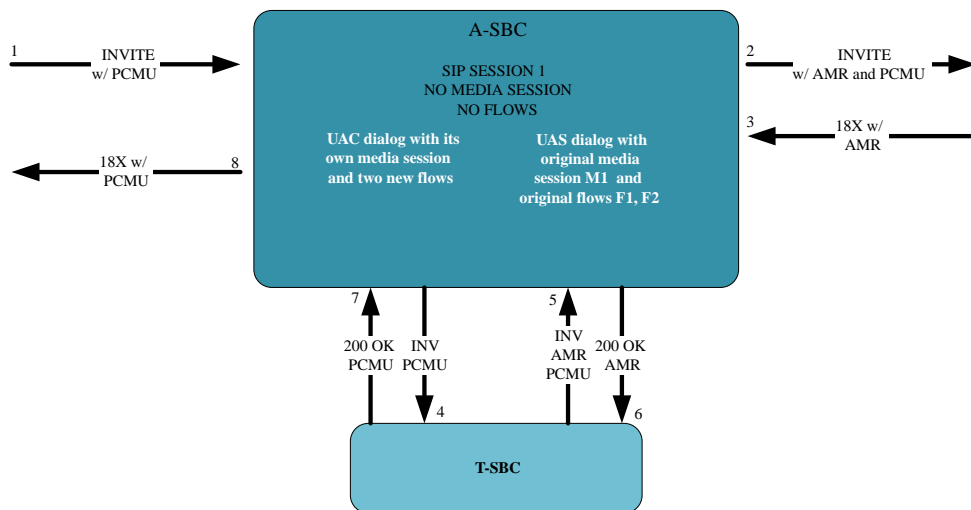 A-SBC
1
INVITE
w/ PCMU
2
INVITE
w/ AMR and PCMU
SIP SESSION 1
NO MEDIA SESSION
NO FLOWS
3
18X w/
AMR
UAC dialog with its
own media session
and two new flows
UAS dialog with
original media
session M1 and
original flows F1, F2
18X w/
PCMU
8
7
200 OK
PCMU
INV
PCMU
4
5
INV
AMR
PCMU
200 OK
AMR
6
T-SBC